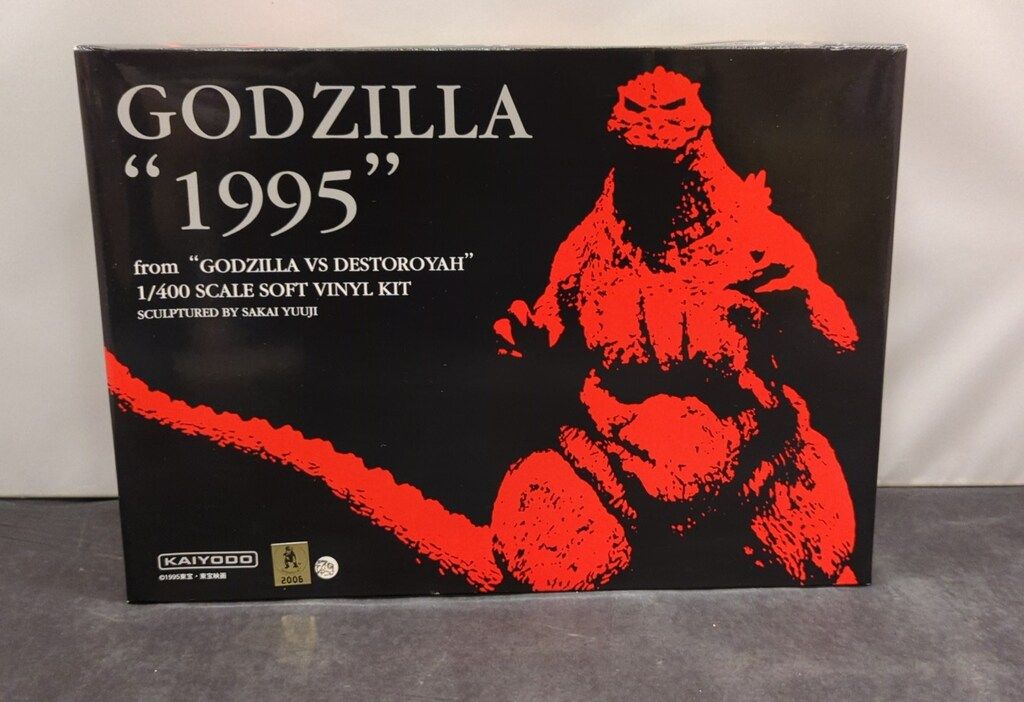 GODZILLA
“1995”
from “GODZILLA VS DESTOROYAH”
1/400 SCALE SOFT VINYL KIT
SCULPTURED BY SAKAI YUUJI
KAIYODO
©1995東宝・東宝映画
2006